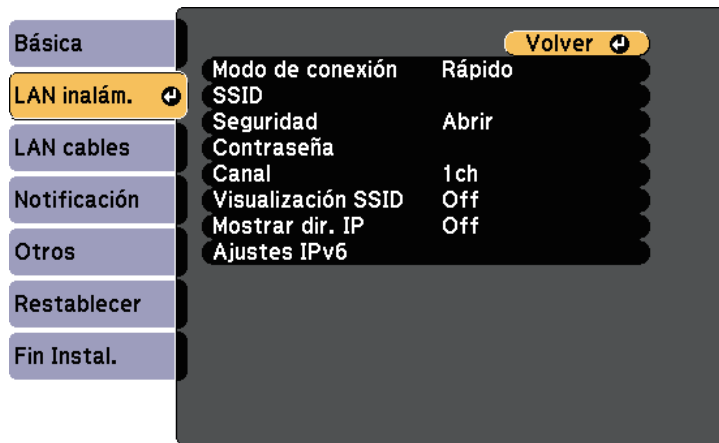 Básica
LAN inalám.
LAN cables
Notificación
Otros
Restablecer
Fin Instal.
Volver
Modo de conexión Rápido
SSID
Seguridad Abrir
Contraseña
Canal 1ch
Visualización SSID Off
Mostrar dir. IP Off
Ajustes IPv6